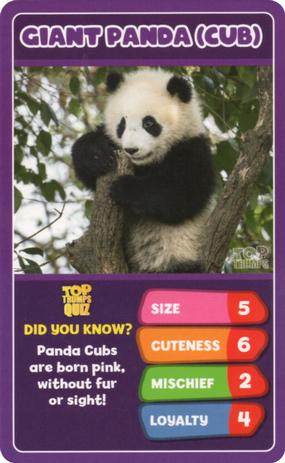 GIANT PANDA (CUB)
TOP
TRUMPS
TOP
TRUMPS
QUIZ
DID YOU KNOW?
Panda Cubs
are born pink,
without fur
or sight!
SIZE 5
CUTENESS 6
MISCHIEF 2
LOYALTY 4